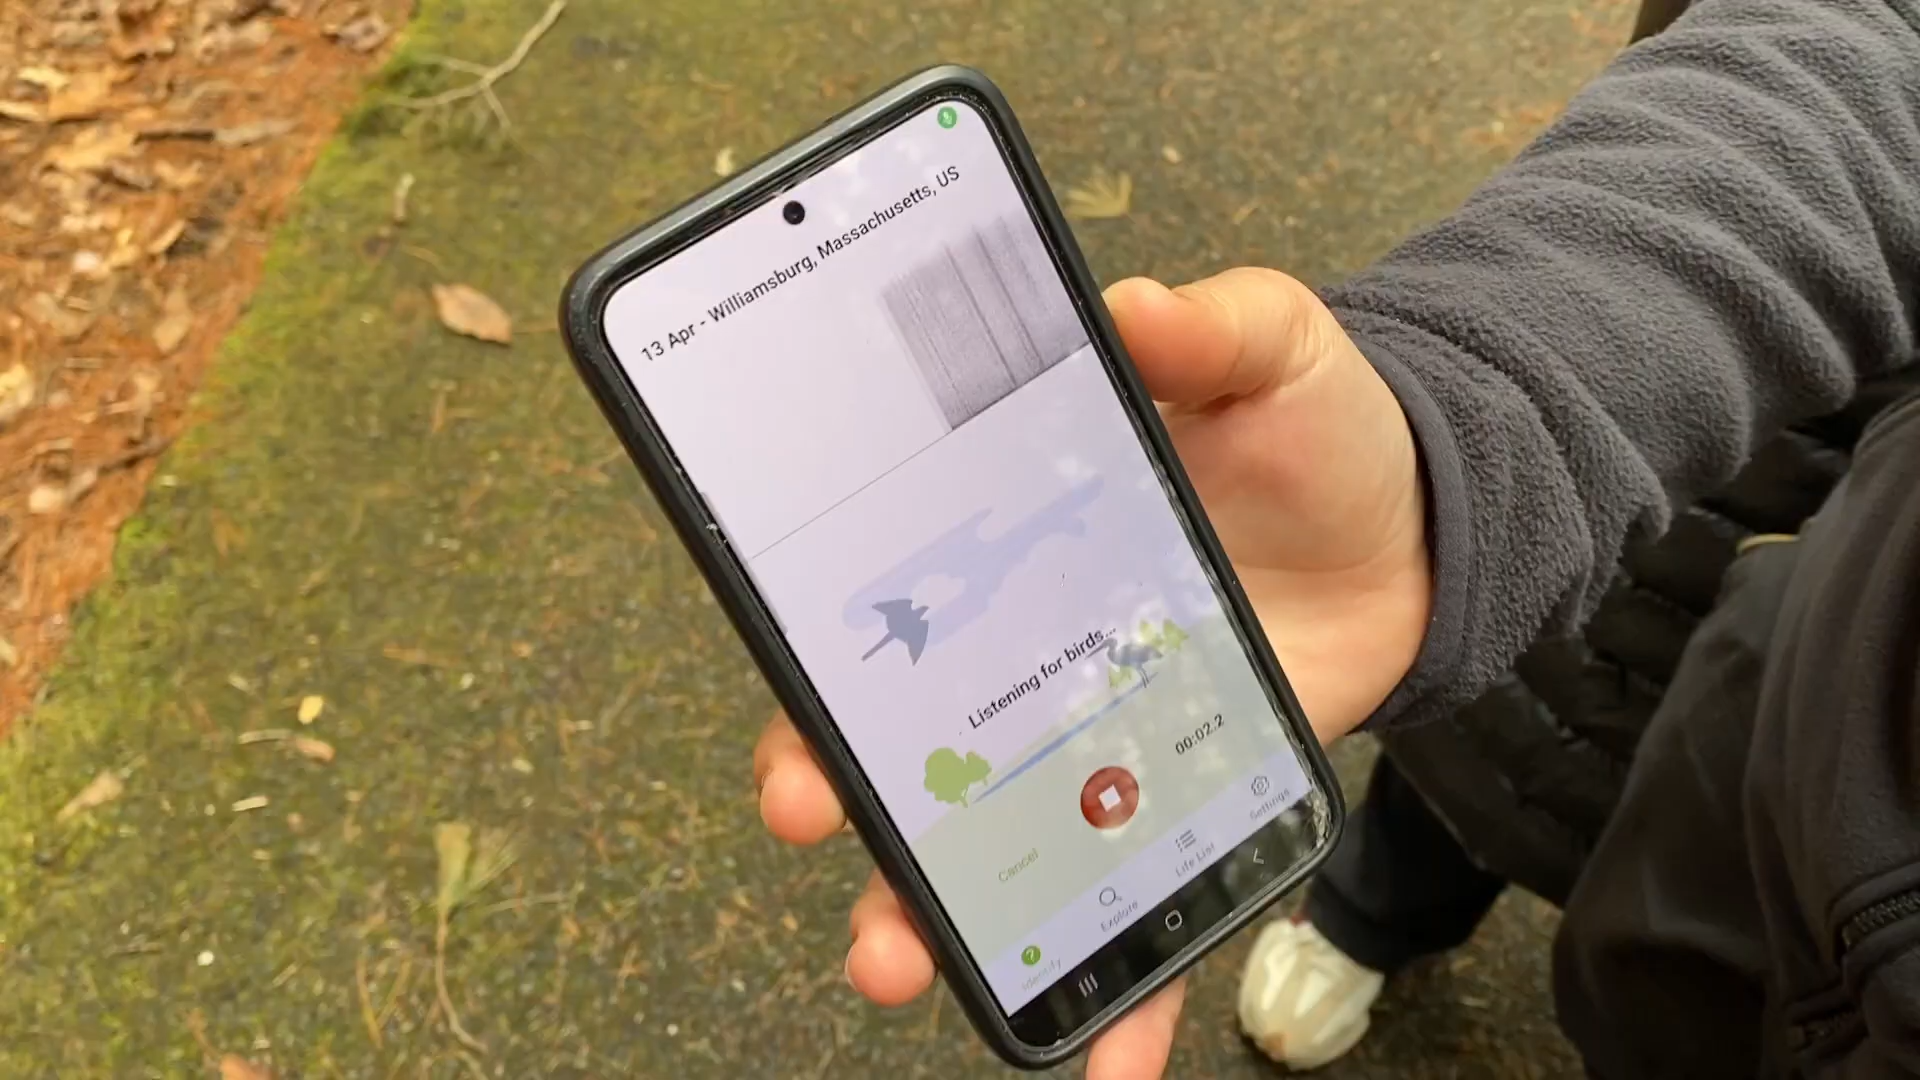 13 Apr - Williamsburg, Massachusetts, US
Listening for birds...
00:02.2
Cancel
Identify
Explore
Life List
Settings